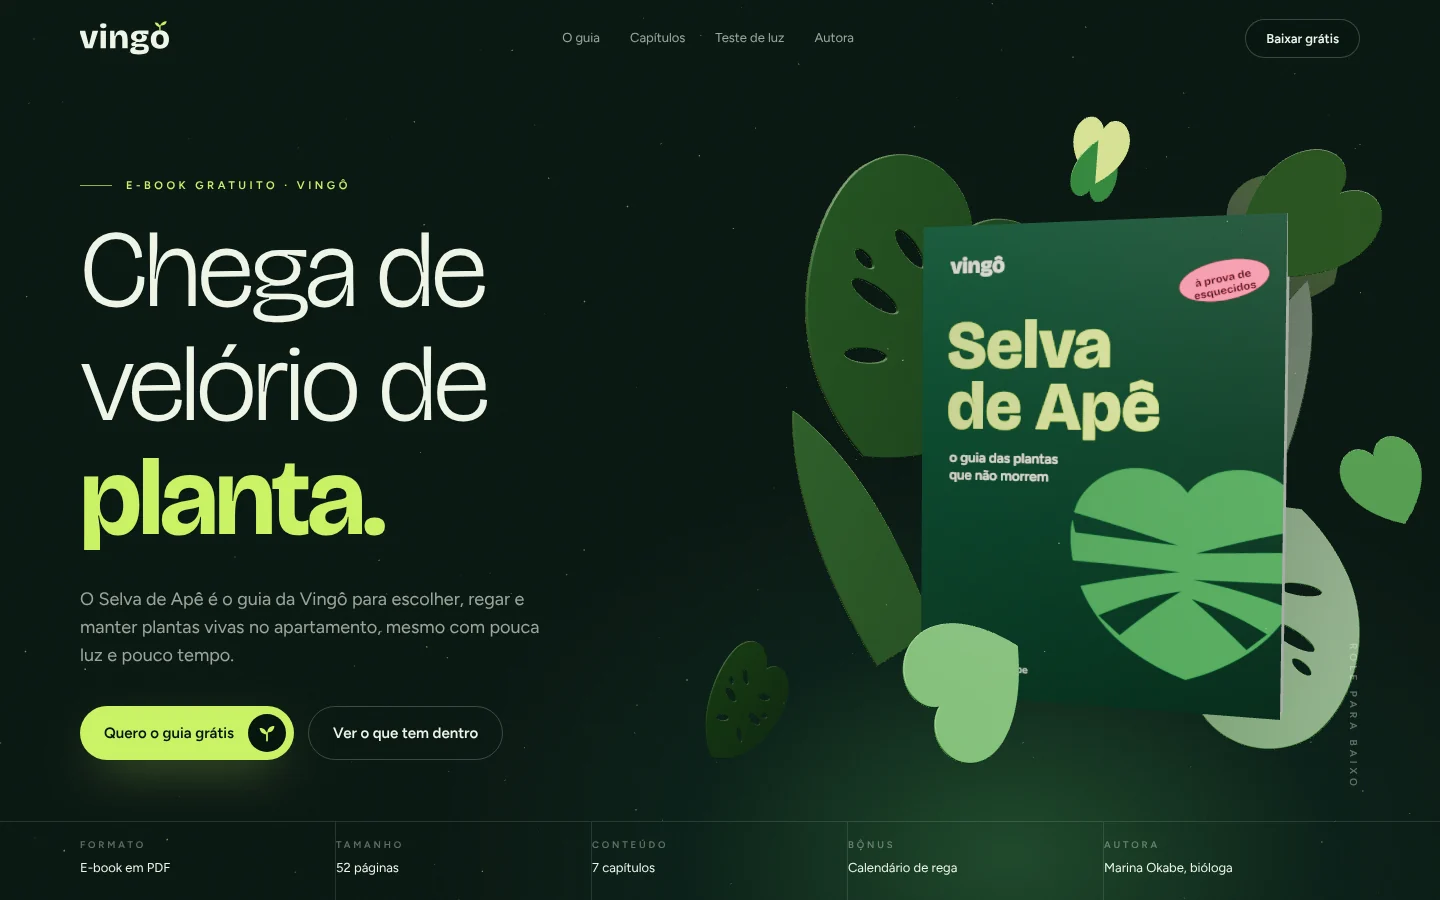 vingô
O guia
Capítulos
Teste de luz
Autora
Baixar grátis
E-BOOK GRATUITO · VINGÔ
Chega de
velório de
planta.
O Selva de Apê é o guia da Vingô para escolher, regar e
manter plantas vivas no apartamento, mesmo com pouca
luz e pouco tempo.
Quero o guia grátis
Ver o que tem dentro
vingô
à prova de
esquecidos
Selva
de Apê
o guia das plantas
que não morrem
ROLE PARA BAIXO
FORMATO
E-book em PDF
TAMANHO
52 páginas
CONTEÚDO
7 capítulos
BÔNUS
Calendário de rega
AUTORA
Marina Okabe, bióloga